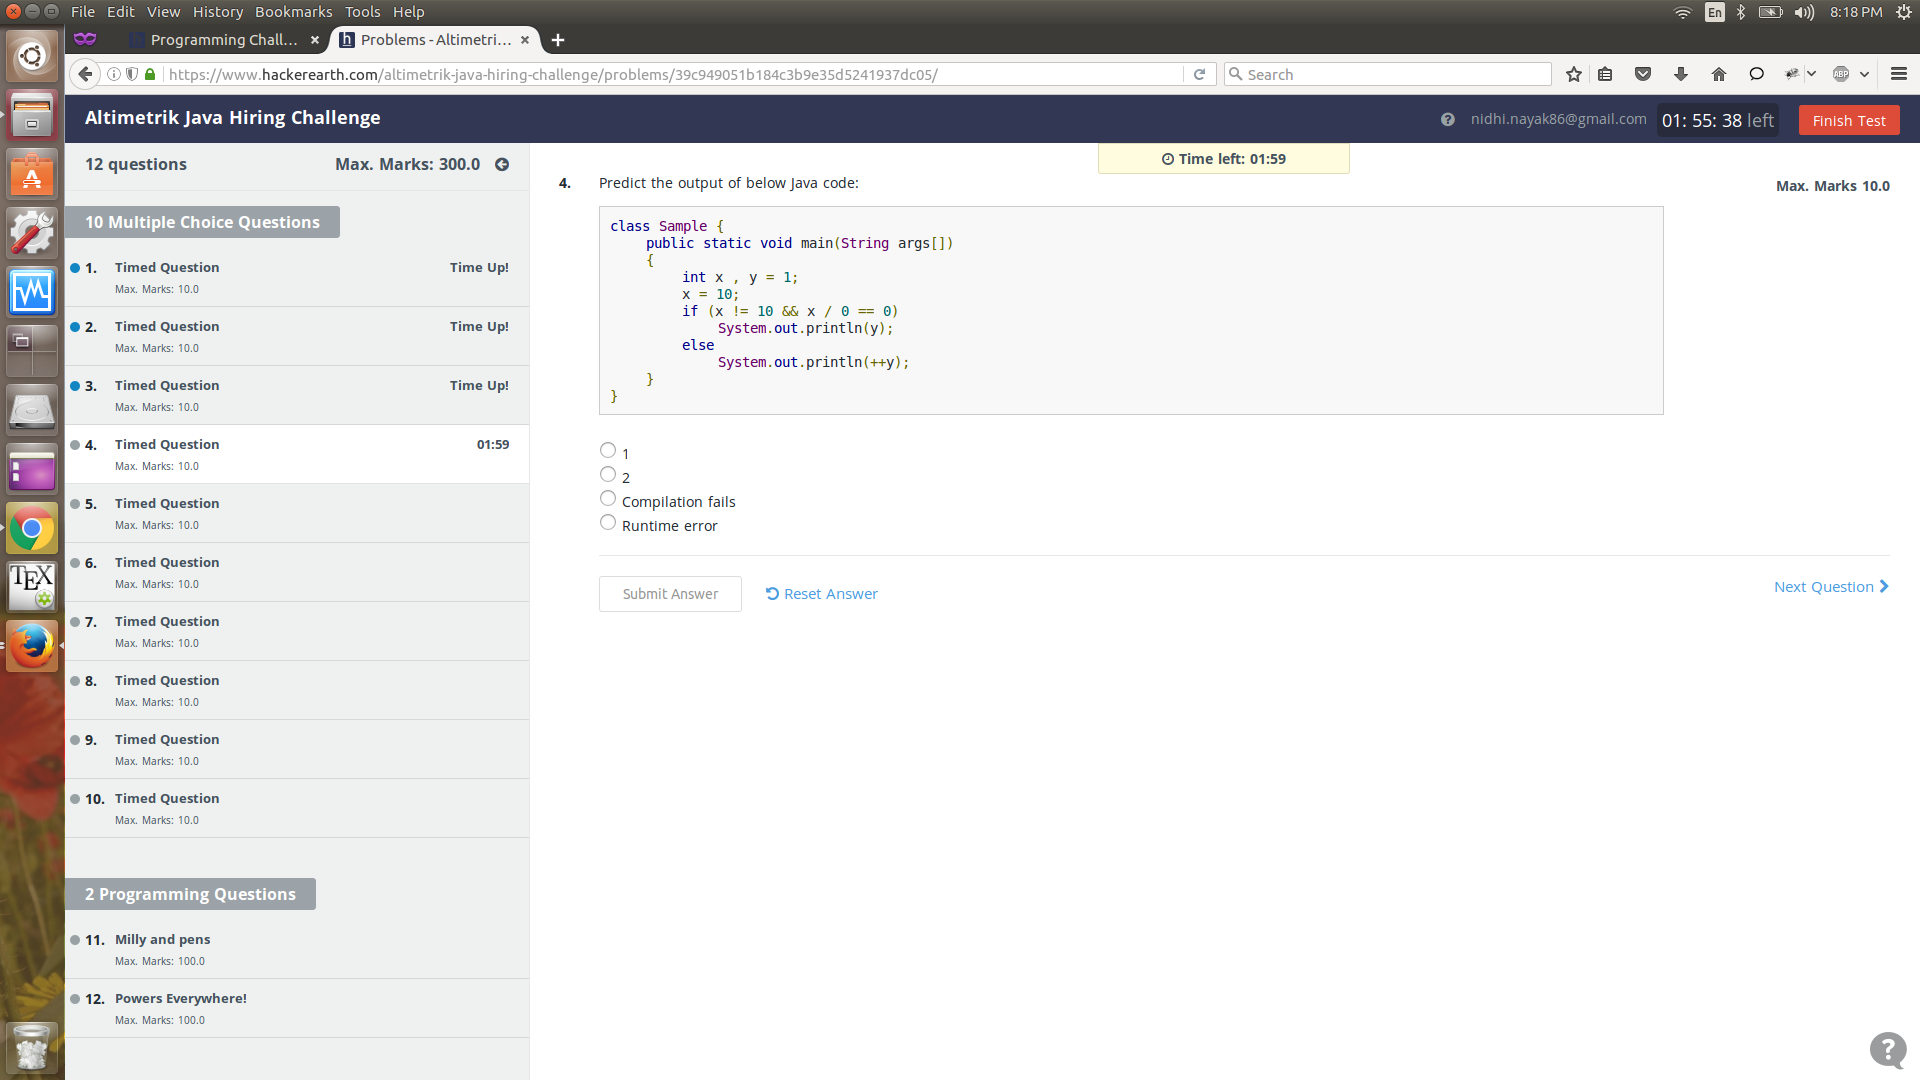 File Edit View History Bookmarks Tools Help
En
8:18 PM
Programming Chall... ×
h Problems - Altimetri... × +
https://www.hackerearth.com/altimetrik-java-hiring-challenge/problems/39c949051b184c3b9e35d5241937dc05/
Search
ABP
Altimetrik Java Hiring Challenge
nidhi.nayak86@gmail.com
01: 55: 38 left
Finish Test
12 questions
Max. Marks: 300.0
10 Multiple Choice Questions
1. Timed Question Time Up!
Max. Marks: 10.0
2. Timed Question Time Up!
Max. Marks: 10.0
3. Timed Question Time Up!
Max. Marks: 10.0
4. Timed Question 01:59
Max. Marks: 10.0
5. Timed Question
Max. Marks: 10.0
6. Timed Question
Max. Marks: 10.0
7. Timed Question
Max. Marks: 10.0
8. Timed Question
Max. Marks: 10.0
9. Timed Question
Max. Marks: 10.0
10. Timed Question
Max. Marks: 10.0
2 Programming Questions
11. Milly and pens
Max. Marks: 100.0
12. Powers Everywhere!
Max. Marks: 100.0
Time left: 01:59
4. Predict the output of below Java code:
Max. Marks 10.0
class Sample {
public static void main(String args[])
{
int x , y = 1;
x = 10;
if (x != 10 && x / 0 == 0)
System.out.println(y);
else
System.out.println(++y);
}
}
1
2
Compilation fails
Runtime error
Submit Answer
Reset Answer
Next Question
TEX
?